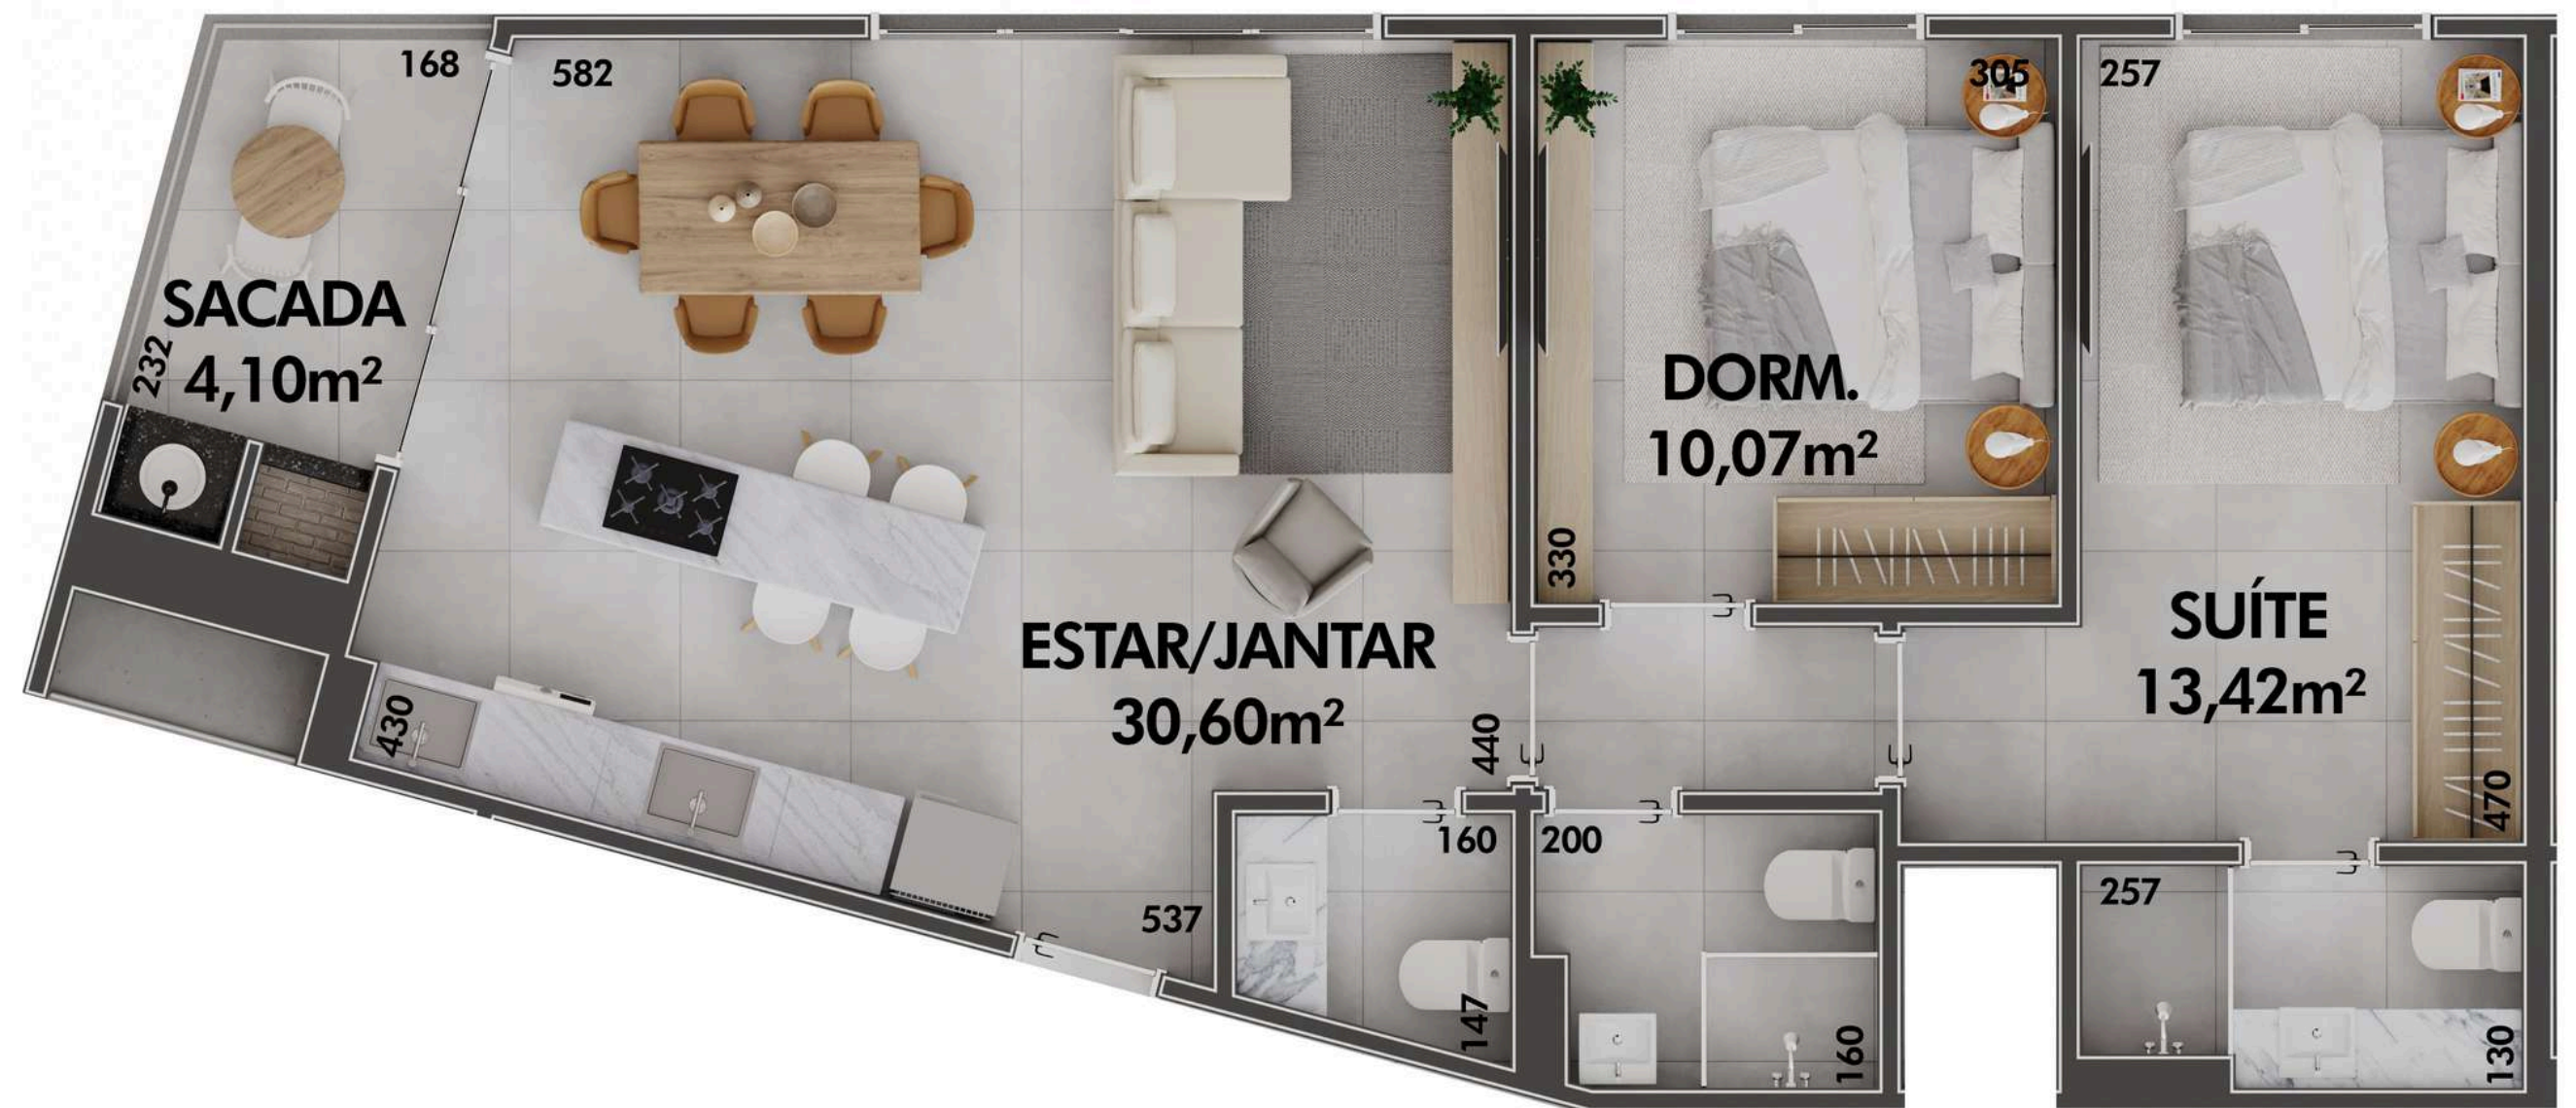 168
582
305
257
SACADA
4,10m²
232
DORM.
10,07m²
330
SUÍTE
13,42m²
ESTAR/JANTAR
30,60m²
430
440
470
160
200
537
257
147
160
130